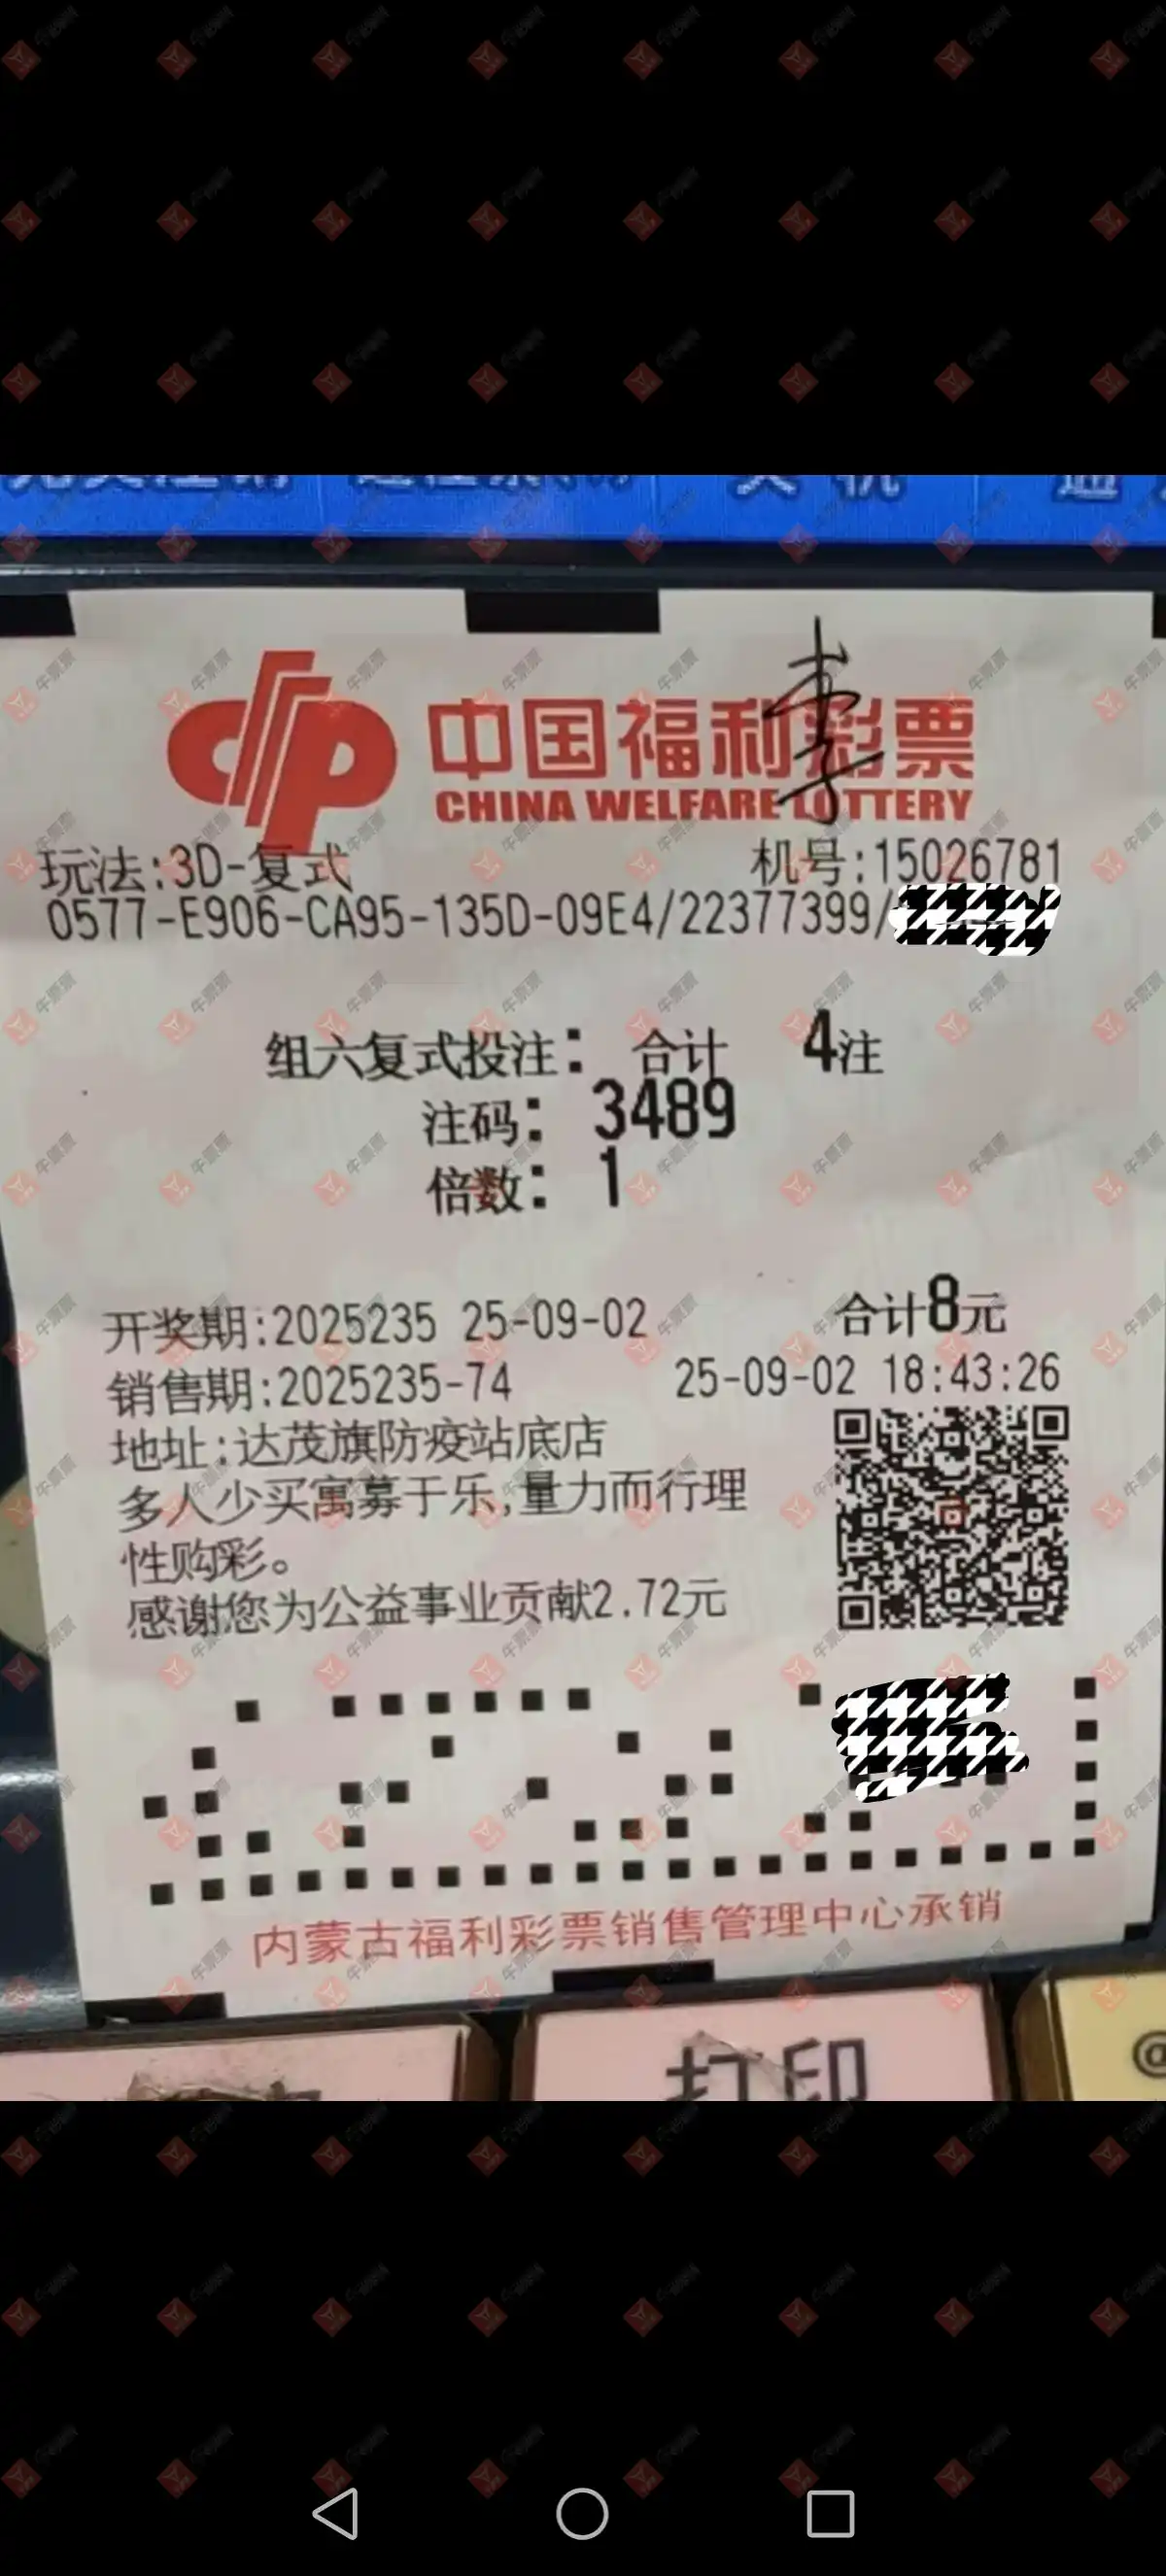 中国福利彩票
CHINA WELFARE LOTTERY
李
玩法:3D-复式 机号:15026781
0577-E906-CA95-135D-09E4/22377399/
组六复式投注: 合计 4注
注码: 3489
倍数: 1
开奖期:2025235 25-09-02 合计8元
销售期:2025235-74 25-09-02 18:43:26
地址:达茂旗防疫站底店
多人少买寓募于乐,量力而行理
性购彩。
感谢您为公益事业贡献2.72元
内蒙古福利彩票销售管理中心承销
打印
@
牛票票